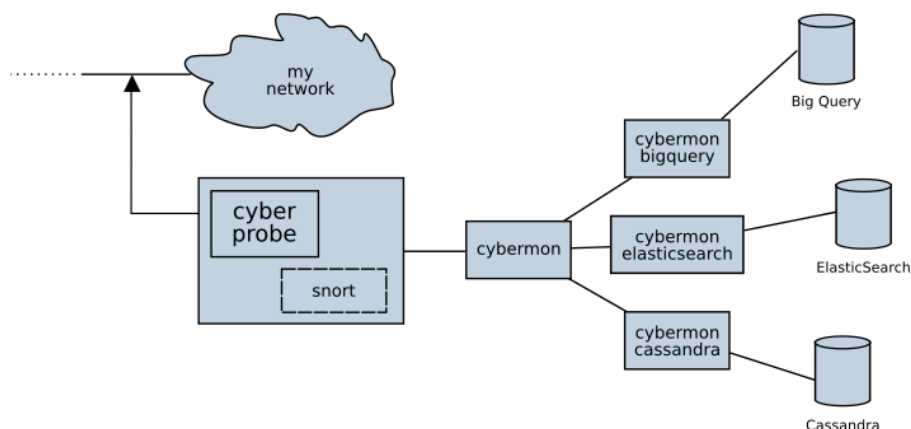 my
network
Big Query
cybermon
bigquery
cyber
probe
cybermon
cybermon
elasticsearch
ElasticSearch
snort
cybermon
cassandra
Cassandra